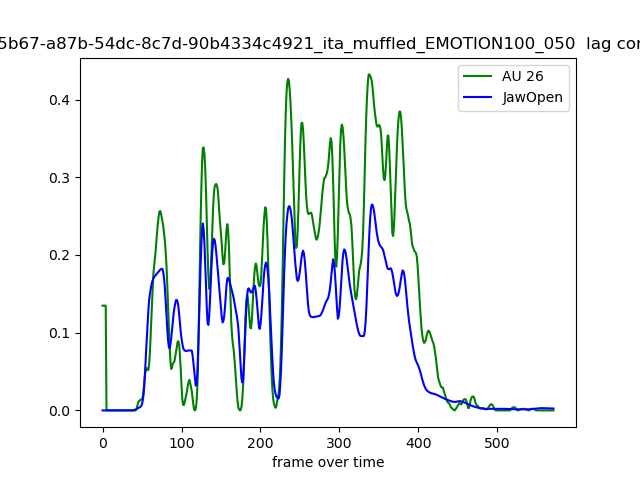 5b67-a87b-54dc-8c7d-90b4334c4921_ita_muffled_EMOTION100_050 lag cor
AU 26
JawOpen
0.4
0.3
0.2
0.1
0.0
0 100 200 300 400 500
frame over time